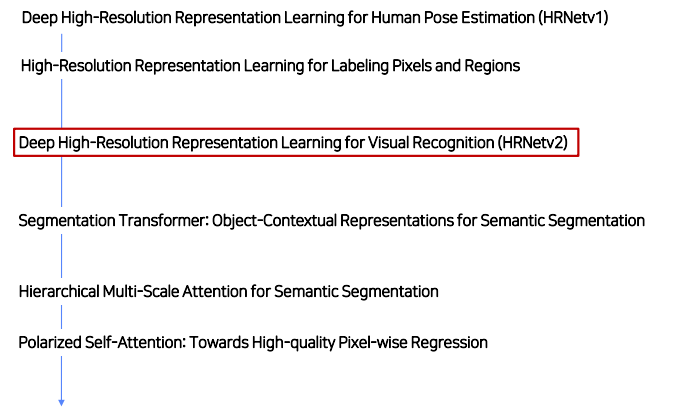 Deep High-Resolution Representation Learning for Human Pose Estimation (HRNetv1)
High-Resolution Representation Learning for Labeling Pixels and Regions
Deep High-Resolution Representation Learning for Visual Recognition (HRNetv2)
Segmentation Transformer: Object-Contextual Representations for Semantic Segmentation
Hierarchical Multi-Scale Attention for Semantic Segmentation
Polarized Self-Attention: Towards High-quality Pixel-wise Regression